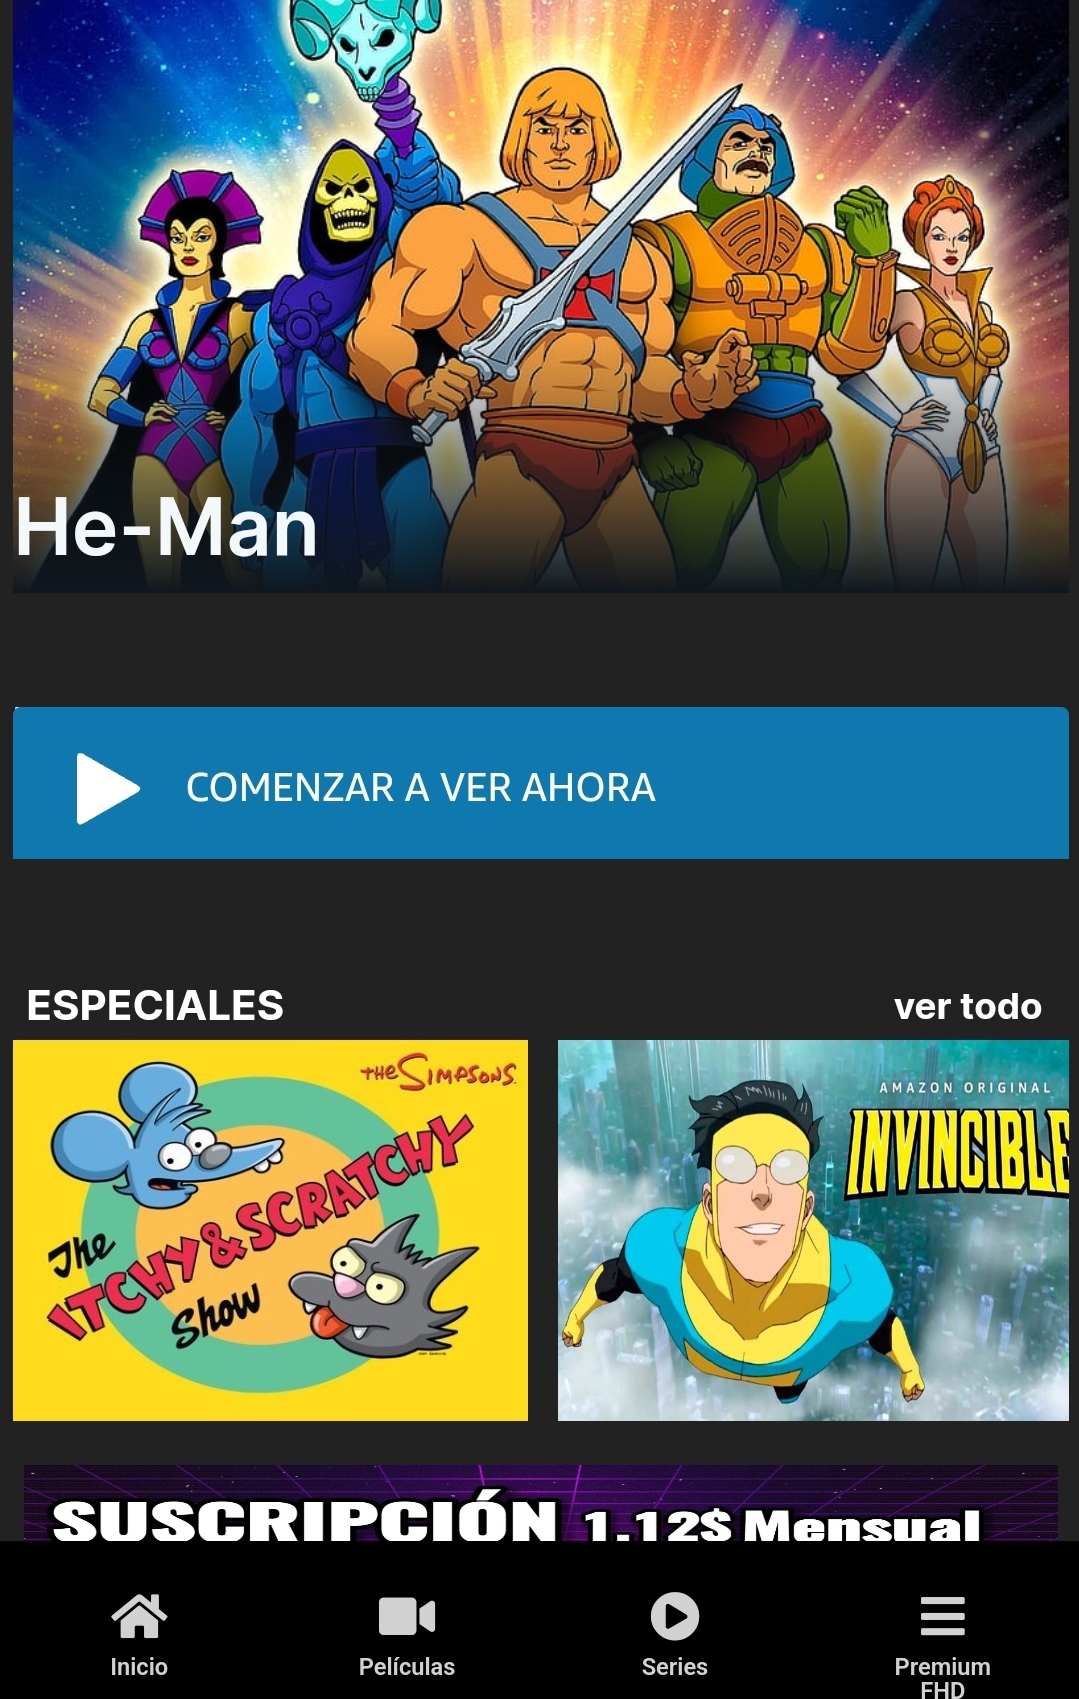 He-Man
COMENZAR A VER AHORA
ESPECIALES
ver todo
THE SIMPSONS
The
ITCHY & SCRATCHY
Show
AMAZON ORIGINAL
INVINCIBLE
SUSCRIPCIÓN 1.12$ Mensual
Inicio
Películas
Series
Premium
FHD